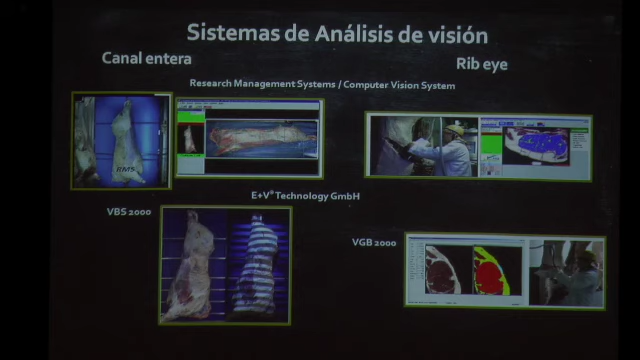 Sistemas de Análisis de visión
Canal entera
Rib eye
Research Management Systems / Computer Vision System
RMS
E+V® Technology GmbH
VBS 2000
VGB 2000